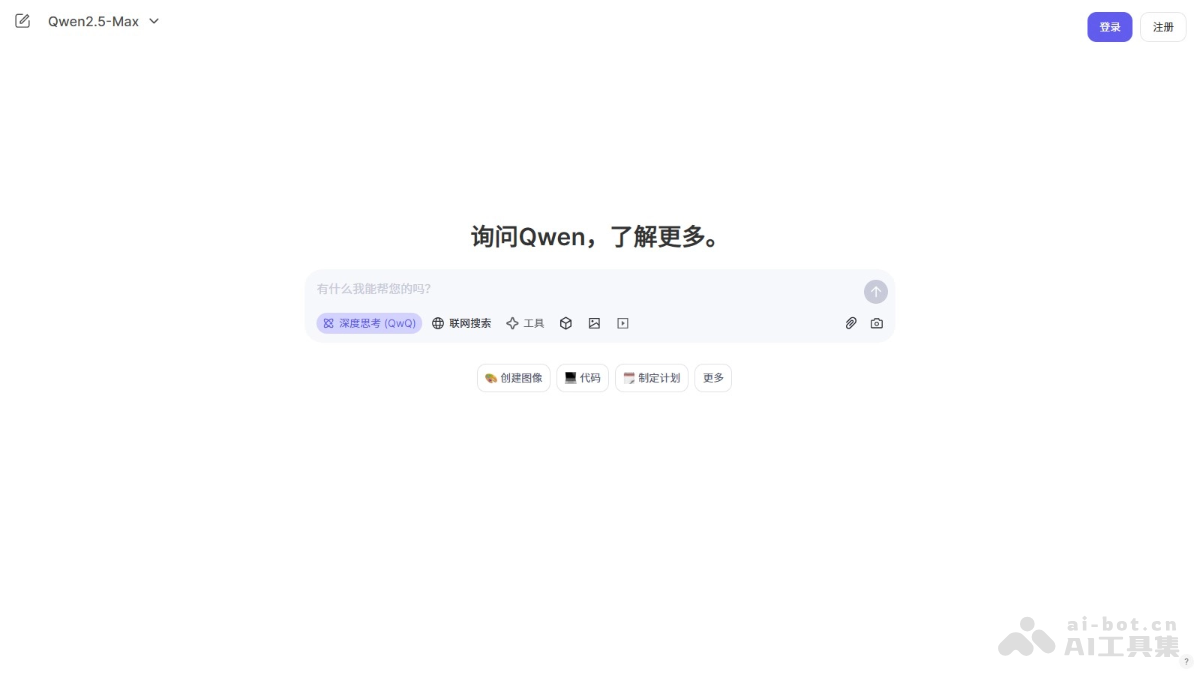 Qwen2.5-Max
登录
注册
询问Qwen，了解更多。
有什么我能帮您的吗？
深度思考 (QwQ)
联网搜索
工具
创建图像
代码
制定计划
更多
ai-bot.cn
AI工具集
?